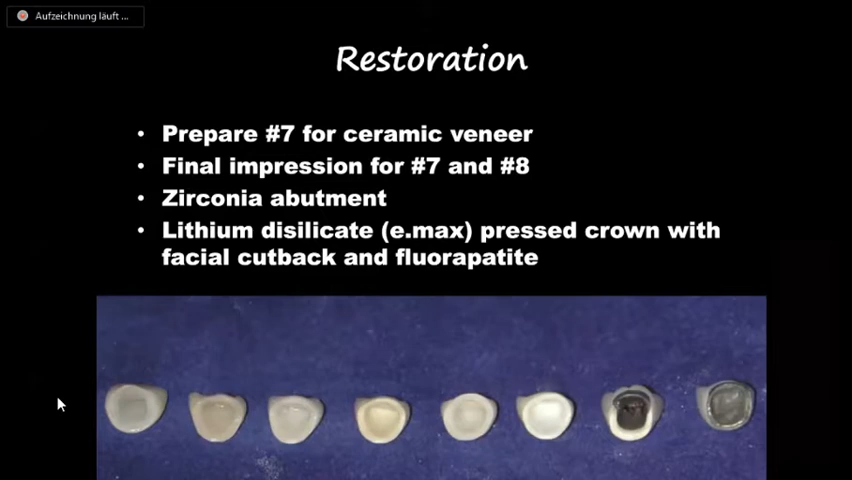 Aufzeichnung läuft ...
Restoration
• Prepare #7 for ceramic veneer
• Final impression for #7 and #8
• Zirconia abutment
• Lithium disilicate (e.max) pressed crown with
facial cutback and fluorapatite